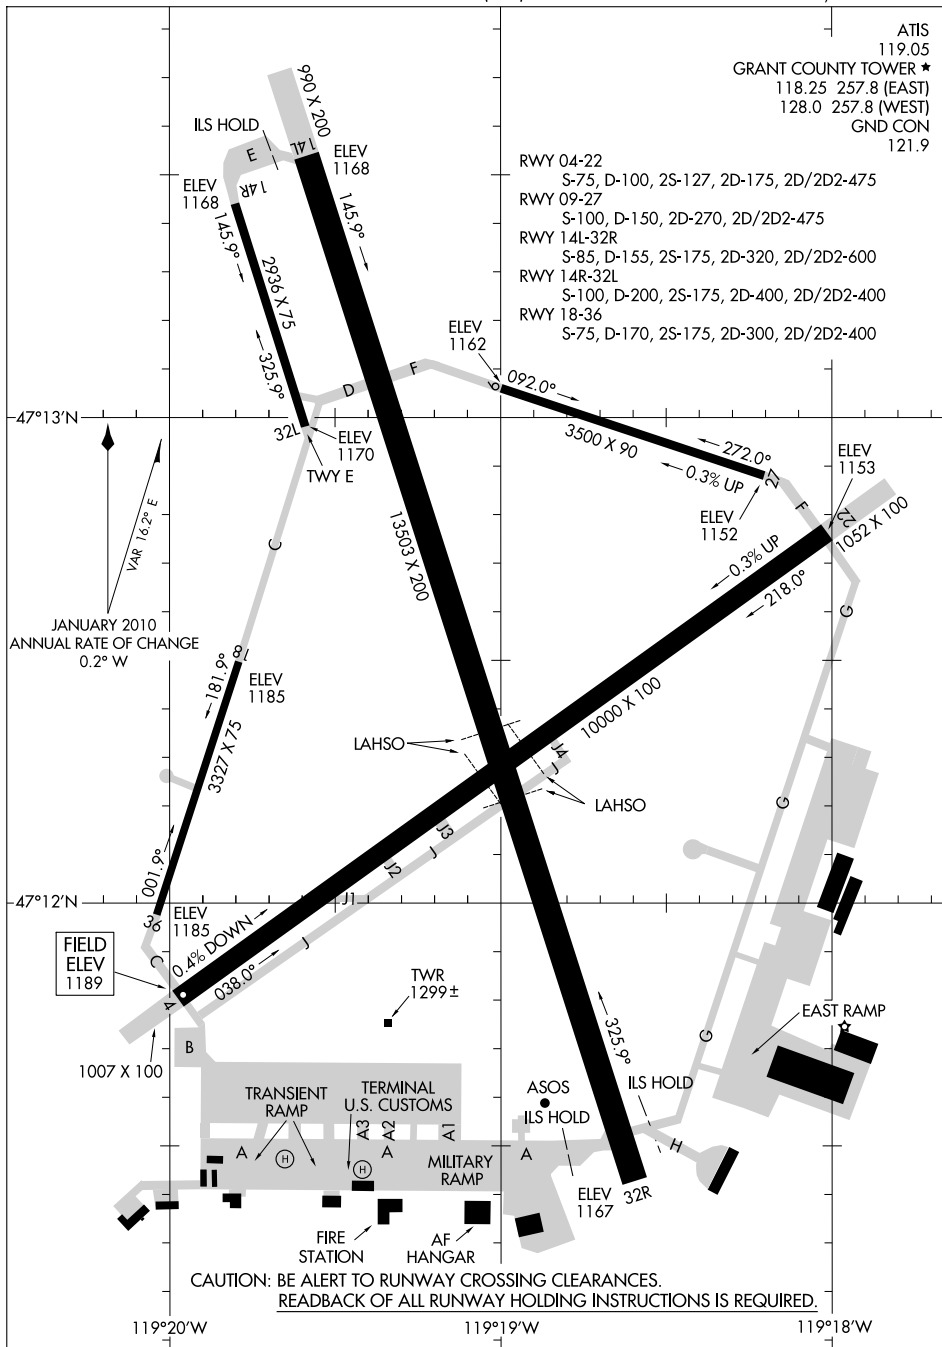 ATIS
119.05
GRANT COUNTY TOWER ★
118.25 257.8 (EAST)
128.0 257.8 (WEST)
GND CON
121.9
RWY 04-22
S-75, D-100, 2S-127, 2D-175, 2D/2D2-475
RWY 09-27
S-100, D-150, 2D-270, 2D/2D2-475
RWY 14L-32R
S-85, D-155, 2S-175, 2D-320, 2D/2D2-600
RWY 14R-32L
S-100, D-200, 2S-175, 2D-400, 2D/2D2-400
RWY 18-36
S-75, D-170, 2S-175, 2D-300, 2D/2D2-400
990 X 200
ILS HOLD
E
14L
ELEV
1168
14R
ELEV
1168
145.9°
145.9°
2936 X 75
325.9°
ELEV
1162
D
F
9
092.0°
3500 X 90
272.0°
0.3% UP
27
ELEV
1152
ELEV
1153
F
22
1052 X 100
47°13'N
32L
ELEV
1170
TWY E
VAR 16.2° E
JANUARY 2010
ANNUAL RATE OF CHANGE
0.2° W
C
13503 X 200
0.3% UP
218.0°
G
18
ELEV
1185
181.9°
3327 X 75
001.9°
10000 X 100
LAHSO
J4
J
LAHSO
G
J3
J
J2
J1
J
47°12'N
36
ELEV
1185
C
FIELD
ELEV
1189
0.4% DOWN
038.0°
4
1007 X 100
B
TWR
1299±
325.9°
G
EAST RAMP
TRANSIENT
RAMP
TERMINAL
U.S. CUSTOMS
ASOS
ILS HOLD
ILS HOLD
A3
A2
A1
A
H
H
A
MILITARY
RAMP
A
H
ELEV
1167
32R
FIRE
STATION
AF
HANGAR
CAUTION: BE ALERT TO RUNWAY CROSSING CLEARANCES.
READBACK OF ALL RUNWAY HOLDING INSTRUCTIONS IS REQUIRED.
119°20'W
119°19'W
119°18'W